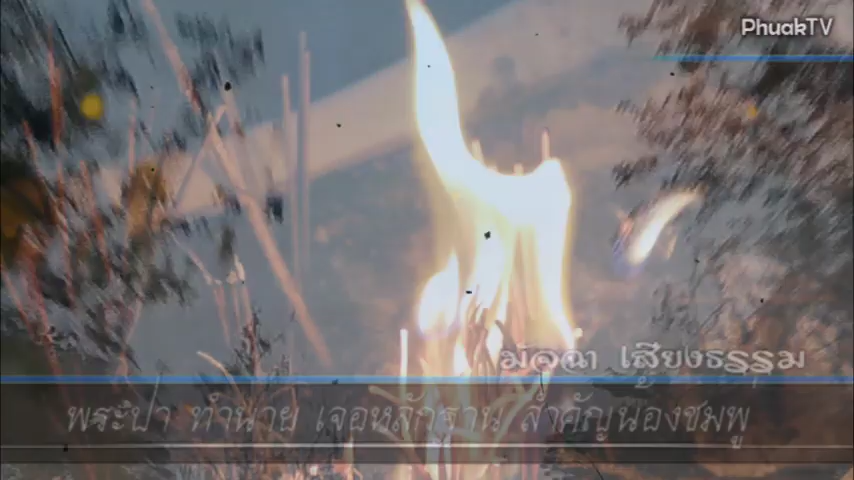 PhuakTV
มัจฉา เสียงธรรม
พระป่า ทำนาย เจอหลักฐาน สำคัญน้องชมพู่